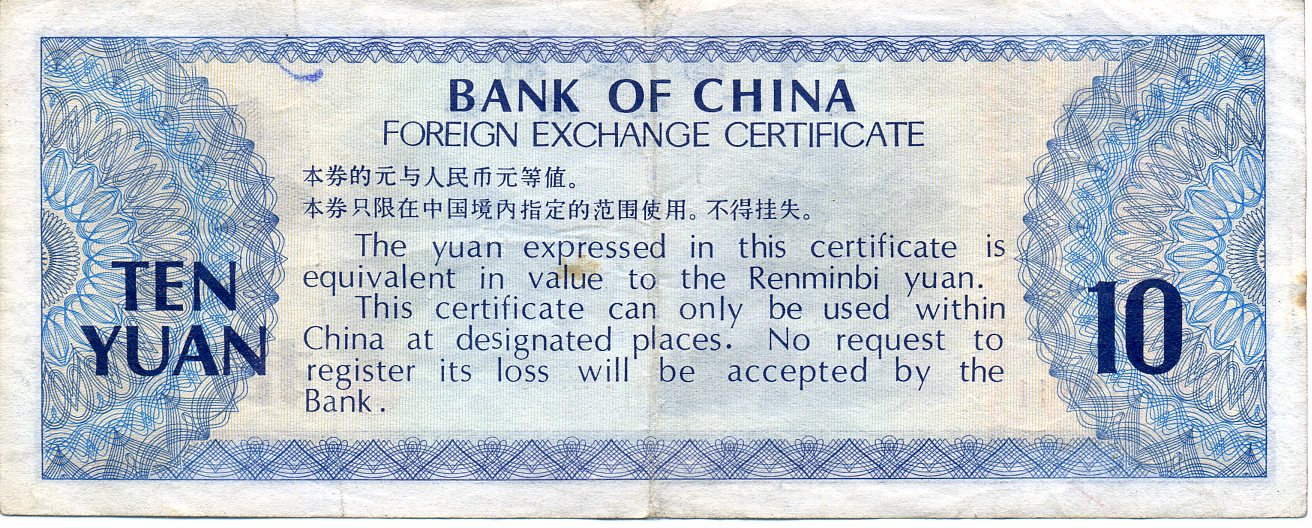 BANK OF CHINA
FOREIGN EXCHANGE CERTIFICATE
本券的元与人民币元等值。
本券只限在中国境内指定的范围使用。不得挂失。
The yuan expressed in this certificate is
equivalent in value to the Renminbi yuan.
This certificate can only be used within
China at designated places. No request to
register its loss will be accepted by the
Bank.
TEN
YUAN
10